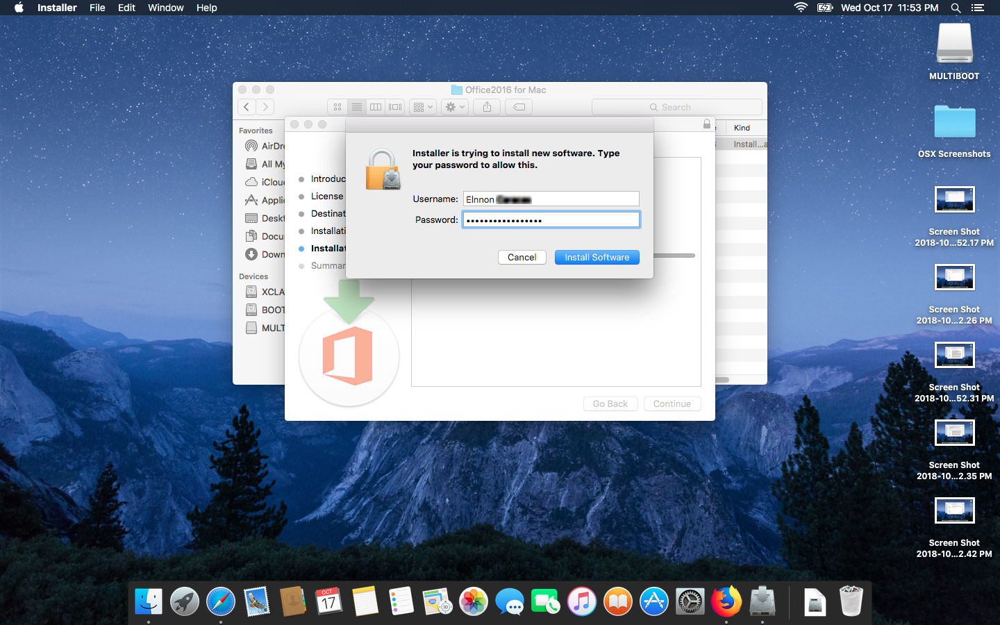 Installer File Edit Window Help
Wed Oct 17 11:53 PM
MULTIBOOT
OSX Screenshots
Screen Shot
2018-10...52.17 PM
Screen Shot
2018-10...2.26 PM
Screen Shot
2018-10...52.31 PM
Screen Shot
2018-10...2.35 PM
Screen Shot
2018-10...2.42 PM
Office2016 for Mac
Search
Kind
Install...a
Favorites
AirDro
All My
iClou
Applic
Deskt
Docu
Down
Devices
XCLA
BOOT
MULT
Introduc
License
Destinat
Installati
Installat
Summar
Installer is trying to install new software. Type
your password to allow this.
Username: Elnnon
Password: •••••••••••••••••
Cancel Install Software
Go Back Continue
OCT
17